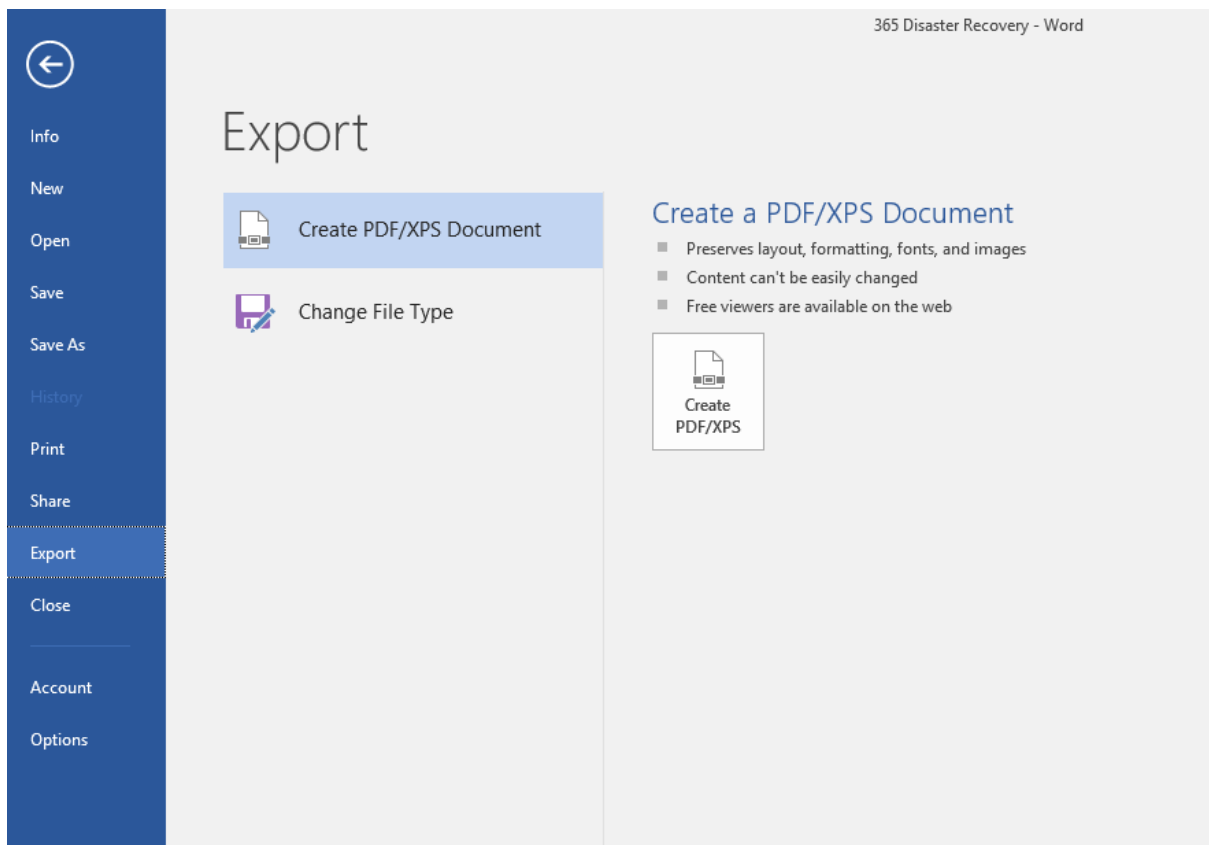 365 Disaster Recovery - Word
Info
New
Open
Save
Save As
History
Print
Share
Export
Close
Account
Options
Export
Create PDF/XPS Document
Change File Type
Create a PDF/XPS Document
Preserves layout, formatting, fonts, and images
Content can't be easily changed
Free viewers are available on the web
Create
PDF/XPS